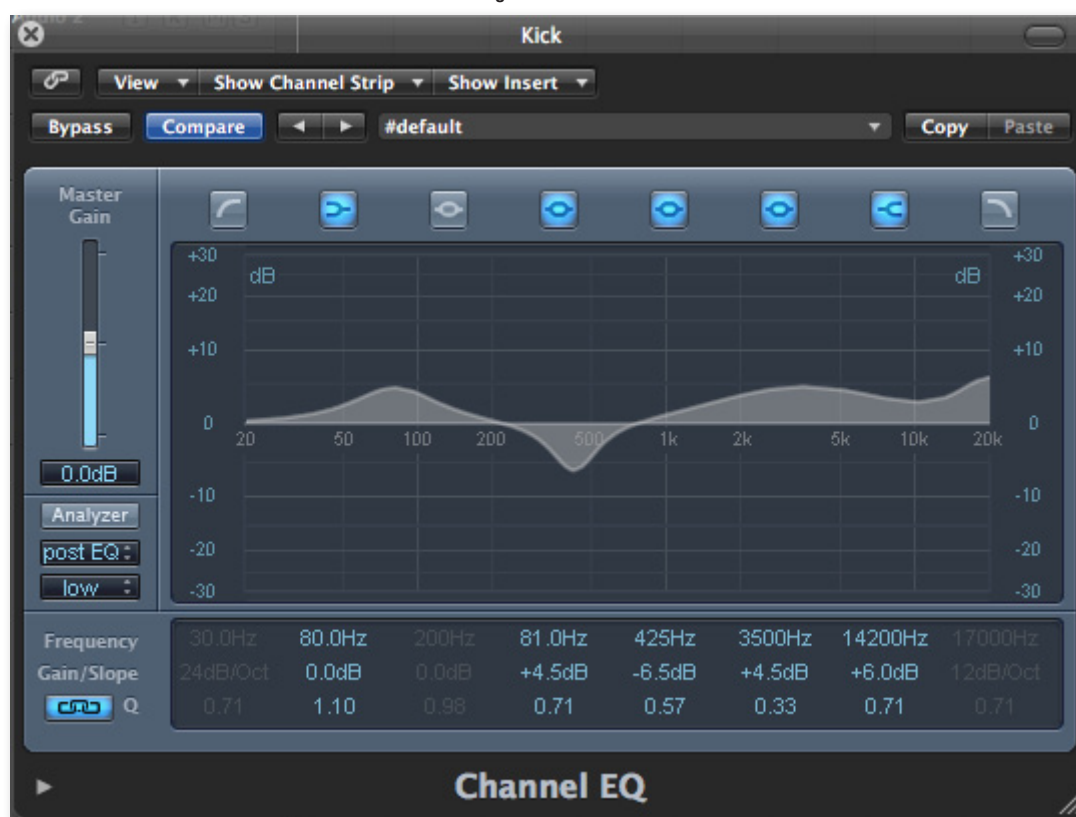 Kick
View Show Channel Strip Show Insert
Bypass Compare #default Copy Paste
Master
Gain
+30 dB dB +30
+20 +20
+10 +10
0 0
20 50 100 200 500 1k 2k 5k 10k 20k
0.0dB
-10 -10
Analyzer
post EQ -20 -20
low -30 -30
Frequency 30.0Hz 80.0Hz 200Hz 81.0Hz 425Hz 3500Hz 14200Hz 17000Hz
Gain/Slope 24dB/Oct 0.0dB 0.0dB +4.5dB -6.5dB +4.5dB +6.0dB 12dB/Oct
Q 0.71 1.10 0.98 0.71 0.57 0.33 0.71 0.71
Channel EQ